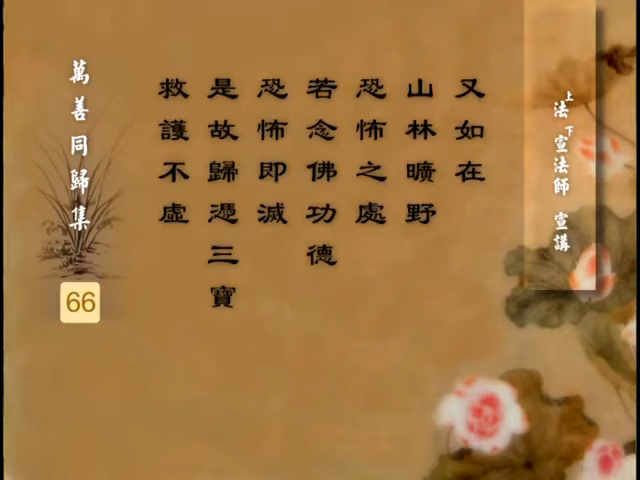 上法下宣法師 宣講
又如在
山林曠野
恐怖之處
若念佛功德
恐怖即滅
是故歸憑三寶
救護不虛
萬善同歸集
66